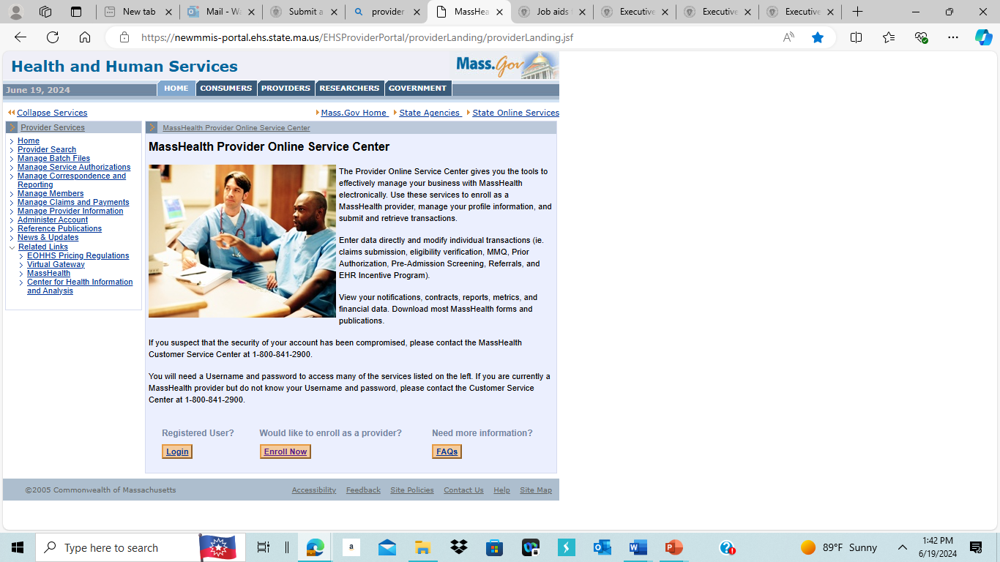 New tab
Mail - Wa
Submit a
provider
MassHea
Job aids f
Executive
Executive
Executive
https://newmmis-portal.ehs.state.ma.us/EHSProviderPortal/providerLanding/providerLanding.jsf
Health and Human Services
Mass.Gov
June 19, 2024
HOME CONSUMERS PROVIDERS RESEARCHERS GOVERNMENT
Collapse Services
Mass.Gov Home State Agencies State Online Services
Provider Services
Home
Provider Search
Manage Batch Files
Manage Service Authorizations
Manage Correspondence and
Reporting
Manage Members
Manage Claims and Payments
Manage Provider Information
Administer Account
Reference Publications
News & Updates
Related Links
EOHHS Pricing Regulations
Virtual Gateway
MassHealth
Center for Health Information
and Analysis
MassHealth Provider Online Service Center
MassHealth Provider Online Service Center
The Provider Online Service Center gives you the tools to
effectively manage your business with MassHealth
electronically. Use these services to enroll as a
MassHealth provider, manage your profile information, and
submit and retrieve transactions.
Enter data directly and modify individual transactions (ie.
claims submission, eligibility verification, MMQ, Prior
Authorization, Pre-Admission Screening, Referrals, and
EHR Incentive Program).
View your notifications, contracts, reports, metrics, and
financial data. Download most MassHealth forms and
publications.
If you suspect that the security of your account has been compromised, please contact the MassHealth
Customer Service Center at 1-800-841-2900.
You will need a Username and password to access many of the services listed on the left. If you are currently a
MassHealth provider but do not know your Username and password, please contact the Customer Service
Center at 1-800-841-2900.
Registered User? Would like to enroll as a provider? Need more information?
Login Enroll Now FAQs
©2005 Commonwealth of Massachusetts
Accessibility Feedback Site Policies Contact Us Help Site Map
Type here to search
a
89°F Sunny
1:42 PM
6/19/2024